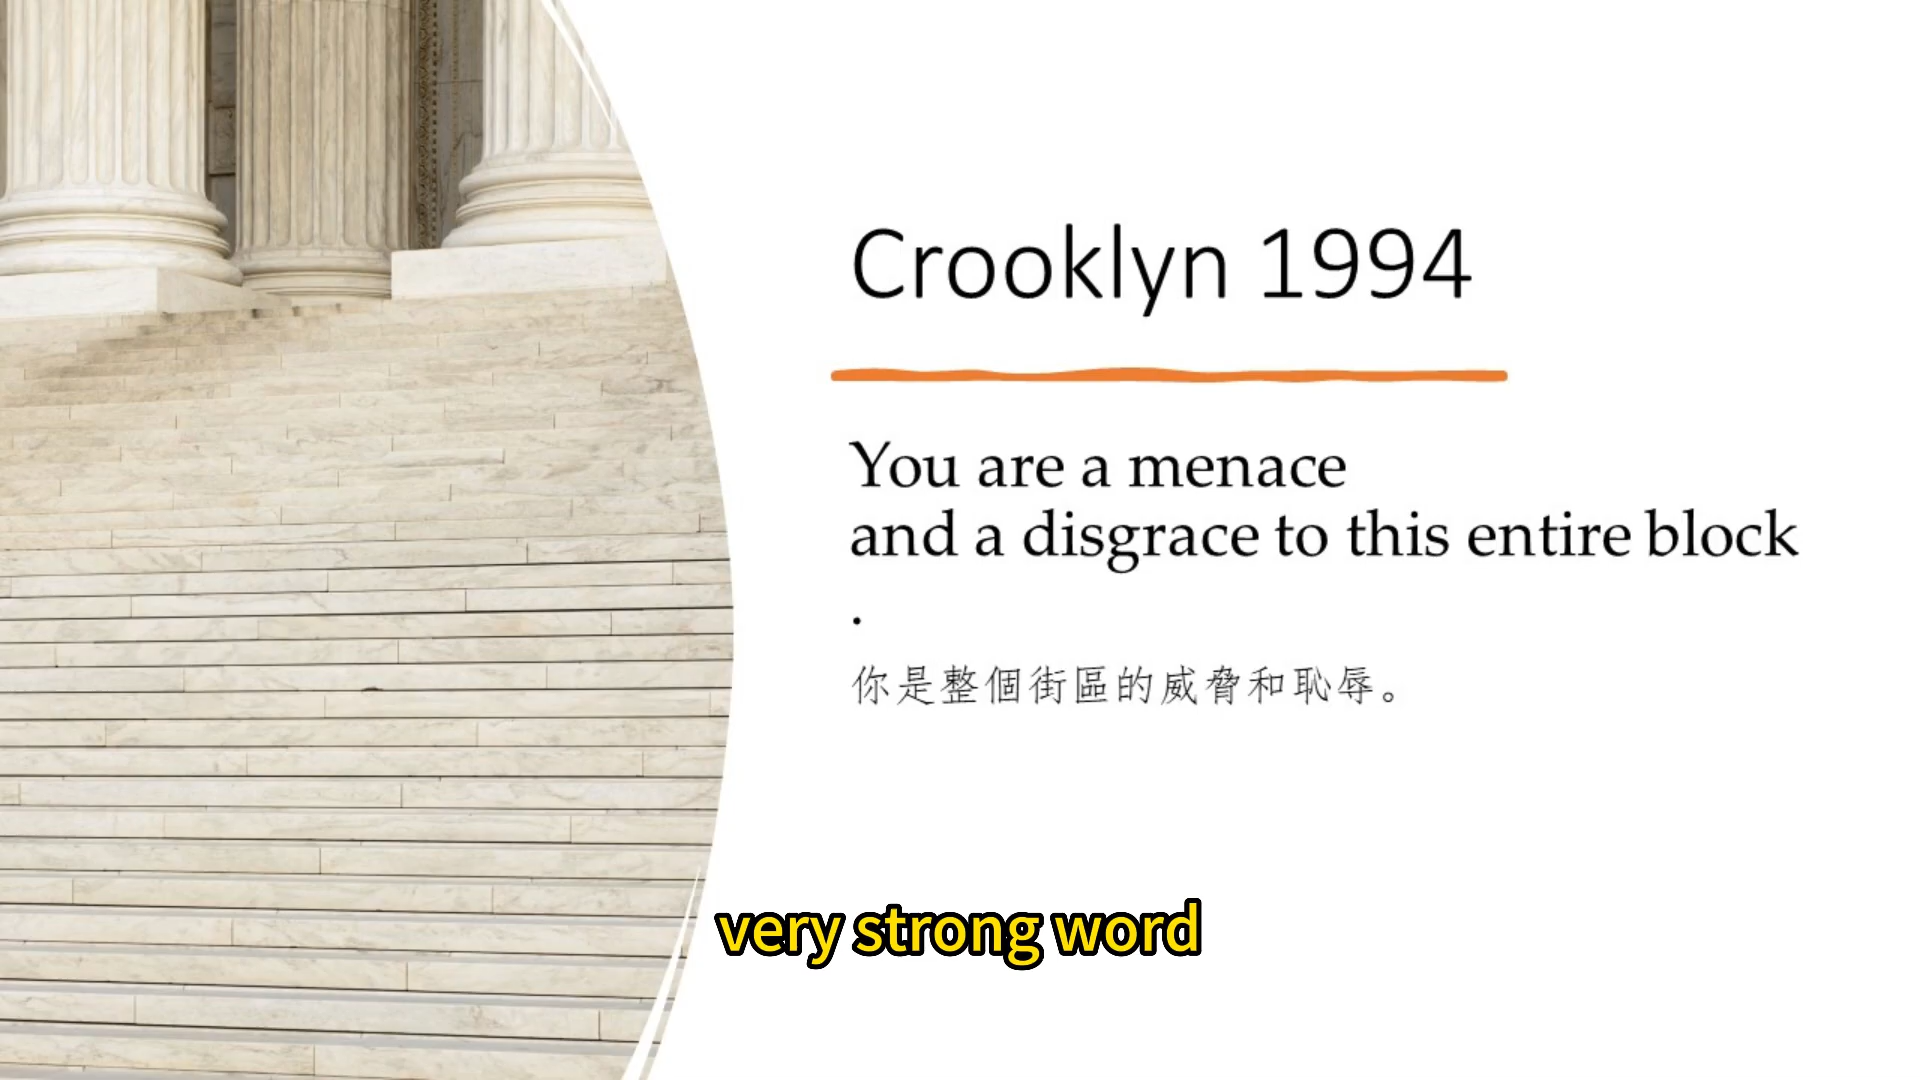 Crooklyn 1994
You are a menace
and a disgrace to this entire block
.
你是整個街區的威脅和恥辱。
very strong word